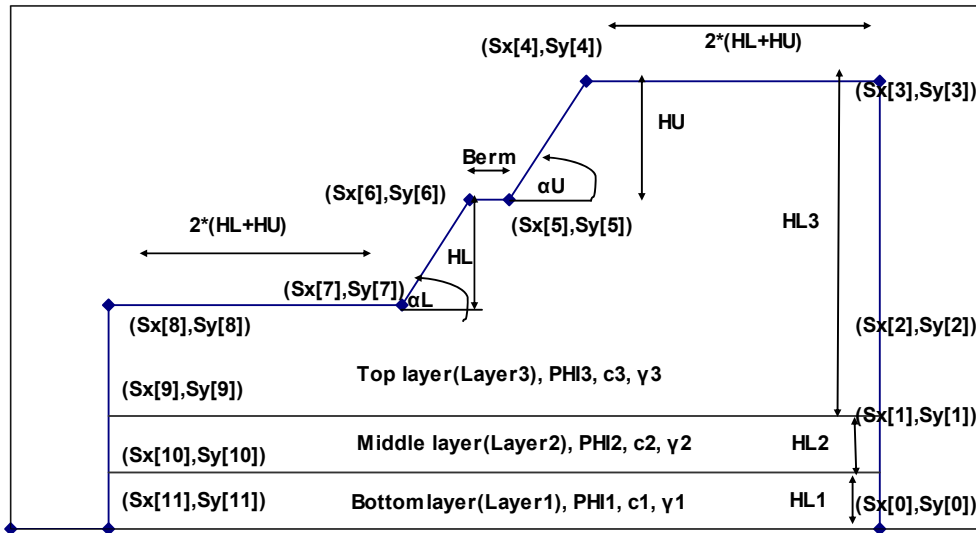 (Sx[4],Sy[4])
2*(HL+HU)
(Sx[3],Sy[3])
HU
Berm
αU
(Sx[6],Sy[6])
(Sx[5],Sy[5])
HL3
2*(HL+HU)
HL
(Sx[7],Sy[7])
αL
(Sx[8],Sy[8])
(Sx[2],Sy[2])
Top layer(Layer3), PHI3, c3, γ3
(Sx[9],Sy[9])
(Sx[1],Sy[1])
Middle layer(Layer2), PHI2, c2, γ2
HL2
(Sx[10],Sy[10])
(Sx[11],Sy[11])
Bottomlayer(Layer1), PHI1, c1, γ1
HL1
(Sx[0],Sy[0])